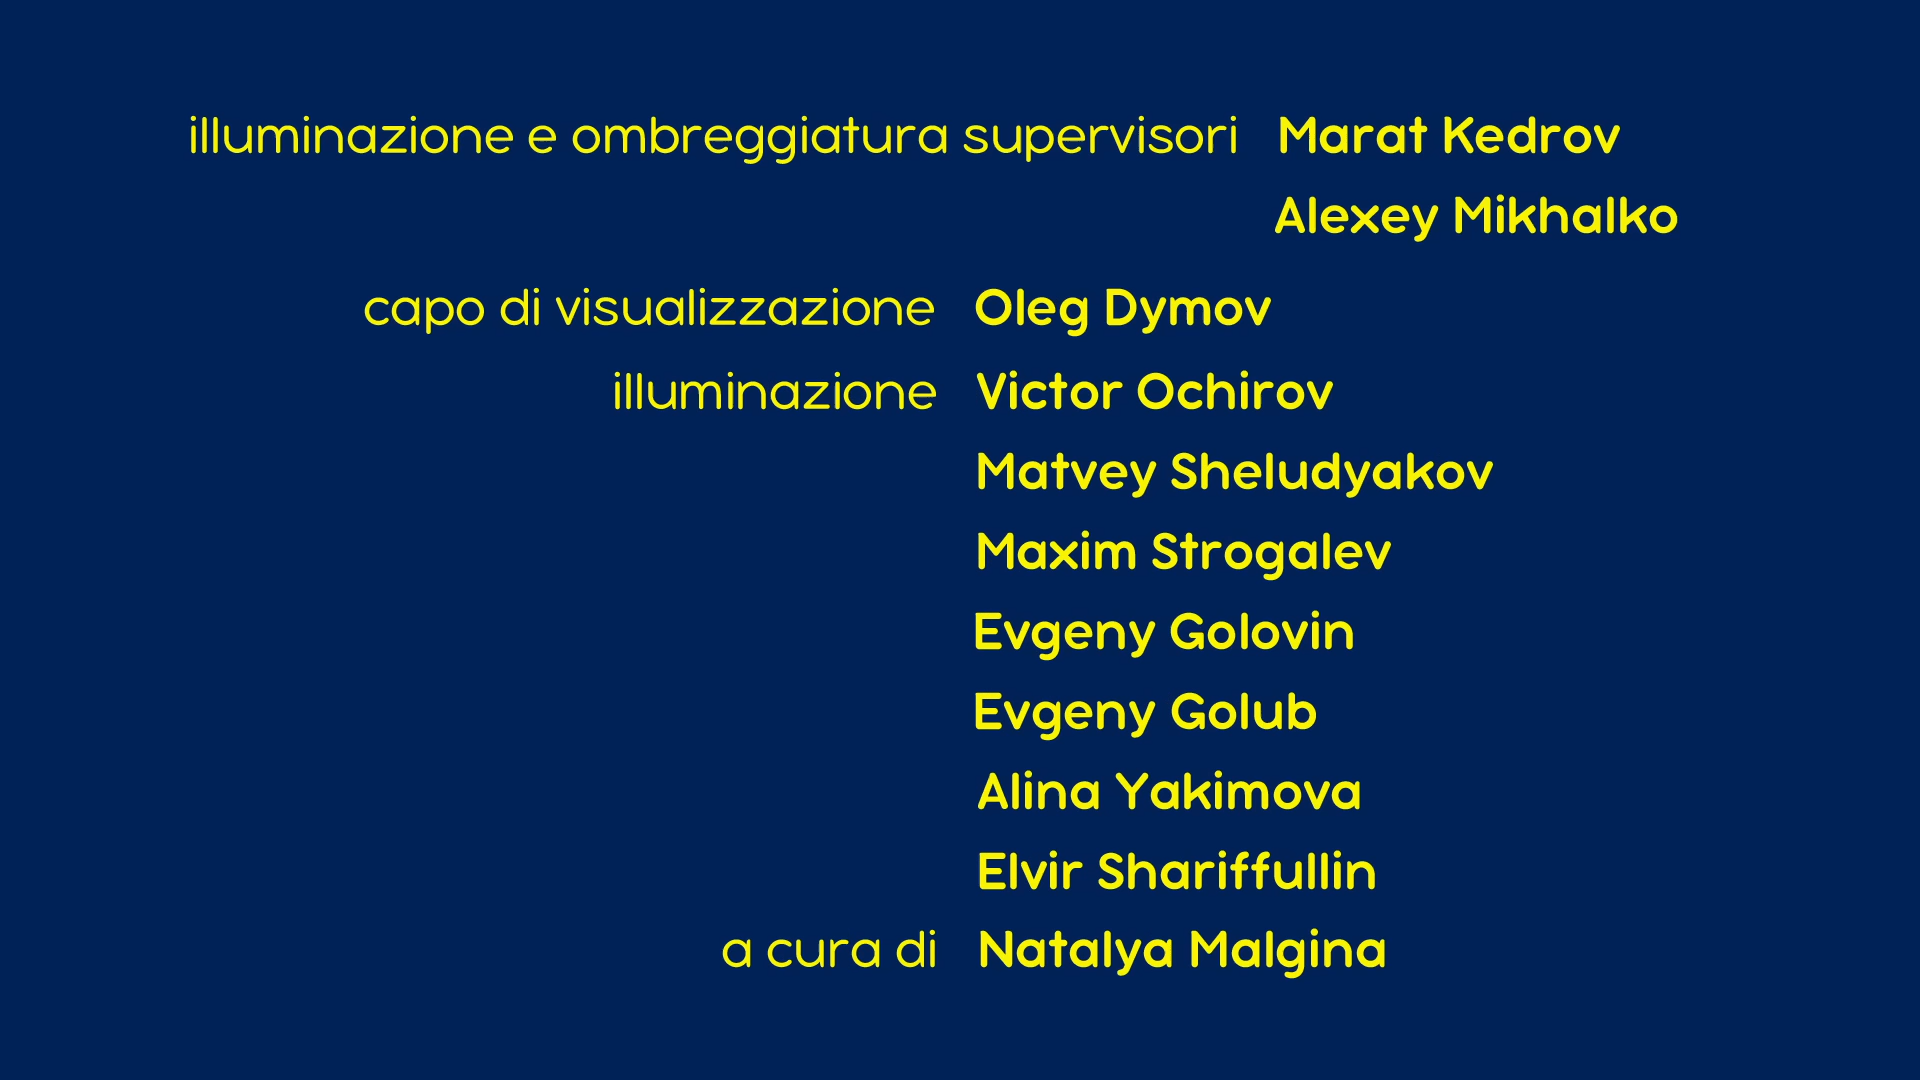 illuminazione e ombreggiatura supervisori Marat Kedrov
Alexey Mikhalko
capo di visualizzazione Oleg Dymov
illuminazione Victor Ochirov
Matvey Sheludyakov
Maxim Strogalev
Evgeny Golovin
Evgeny Golub
Alina Yakimova
Elvir Shariffullin
a cura di Natalya Malgina